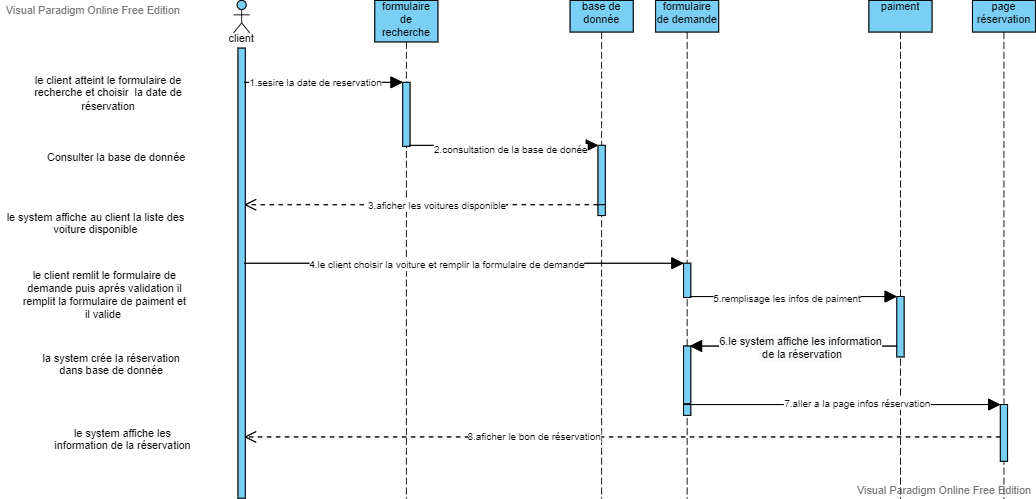 Visual Paradigm Online Free Edition
formulaire
de
recherche
base de
donnée
formulaire
de demande
paiment
page
réservation
client
le client atteint le formulaire de
recherche et choisir la date de
réservation
1.sesire la date de reservation
Consulter la base de donnée
2.consultation de la base de donée
3.aficher les voitures disponible
le system affiche au client la liste des
voiture disponible
4.le client choisir la voiture et remplir la formulaire de demande
le client remlit le formulaire de
demande puis aprés validation il
remplit la formulaire de paiment et
il valide
5.remplisage les infos de paiment
6.le system affiche les information
de la réservation
la system crée la réservation
dans base de donnée
7.aller a la page infos réservation
le system affiche les
information de la réservation
8.aficher le bon de réservation
Visual Paradigm Online Free Edition